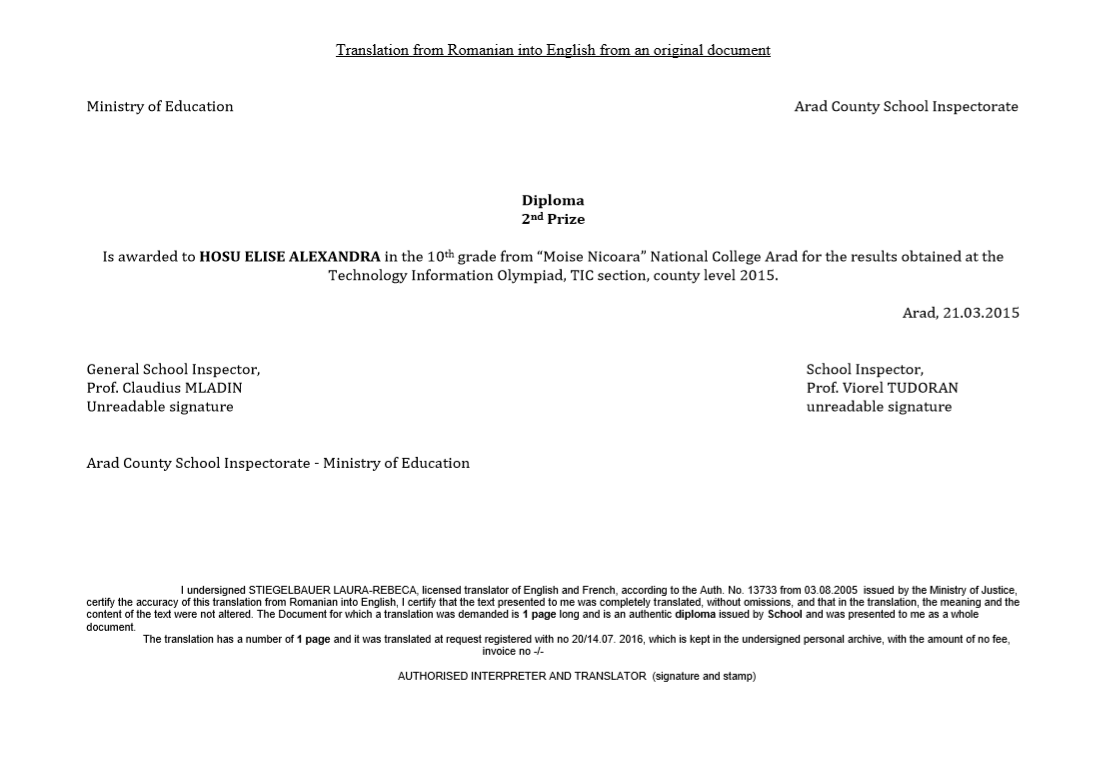 Translation from Romanian into English from an original document
Ministry of Education
Arad County School Inspectorate
Diploma
2nd Prize
Is awarded to HOSU ELISE ALEXANDRA in the 10th grade from “Moise Nicoara” National College Arad for the results obtained at the
Technology Information Olympiad, TIC section, county level 2015.
Arad, 21.03.2015
General School Inspector,
Prof. Claudius MLADIN
Unreadable signature
School Inspector,
Prof. Viorel TUDORAN
unreadable signature
Arad County School Inspectorate - Ministry of Education
I undersigned STIEGELBAUER LAURA-REBECA, licensed translator of English and French, according to the Auth. No. 13733 from 03.08.2005 issued by the Ministry of Justice,
certify the accuracy of this translation from Romanian into English, I certify that the text presented to me was completely translated, without omissions, and that in the translation, the meaning and the
content of the text were not altered. The Document for which a translation was demanded is 1 page long and is an authentic diploma issued by School and was presented to me as a whole
document.
The translation has a number of 1 page and it was translated at request registered with no 20/14.07. 2016, which is kept in the undersigned personal archive, with the amount of no fee,
invoice no -/-
AUTHORISED INTERPRETER AND TRANSLATOR (signature and stamp)